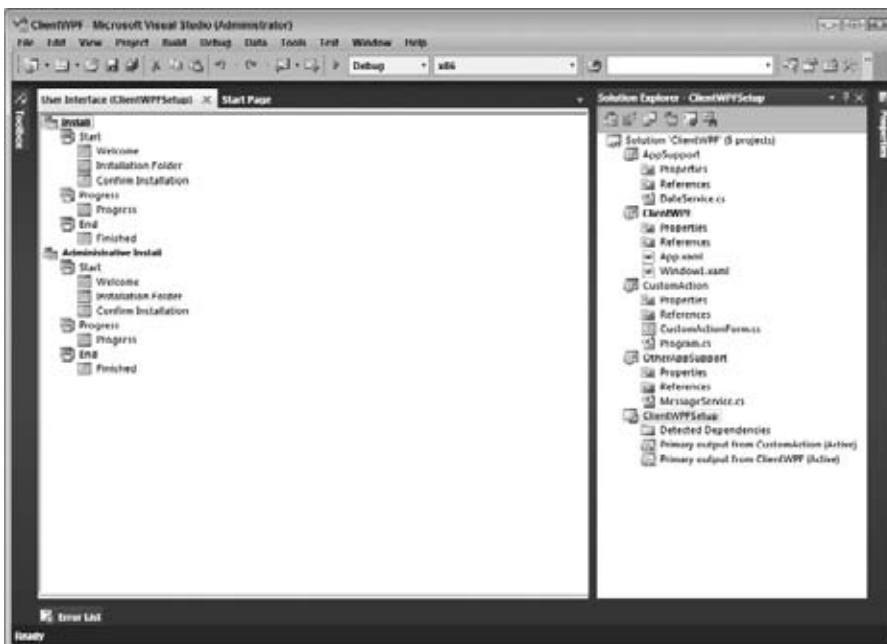 ClientWPF - Microsoft Visual Studio (Administrator)
File Edit View Project Build Debug Data Tools Test Window Help
Debug x86
Toolbox
User Interface (ClientWPFSetup) Start Page
Install
Start
Welcome
Installation Folder
Confirm Installation
Progress
Progress
End
Finished
Administrative Install
Start
Welcome
Installation Folder
Confirm Installation
Progress
Progress
End
Finished
Solution Explorer - ClientWPFSetup
Solution 'ClientWPF' (5 projects)
AppSupport
Properties
References
DateService.cs
ClientWPF
Properties
References
App.xaml
Window1.xaml
CustomAction
Properties
References
CustomActionForm.cs
Program.cs
OtherAppSupport
Properties
References
MessageService.cs
ClientWPFSetup
Detected Dependencies
Primary output from CustomAction (Active)
Primary output from ClientWPF (Active)
Properties
Error List
Ready